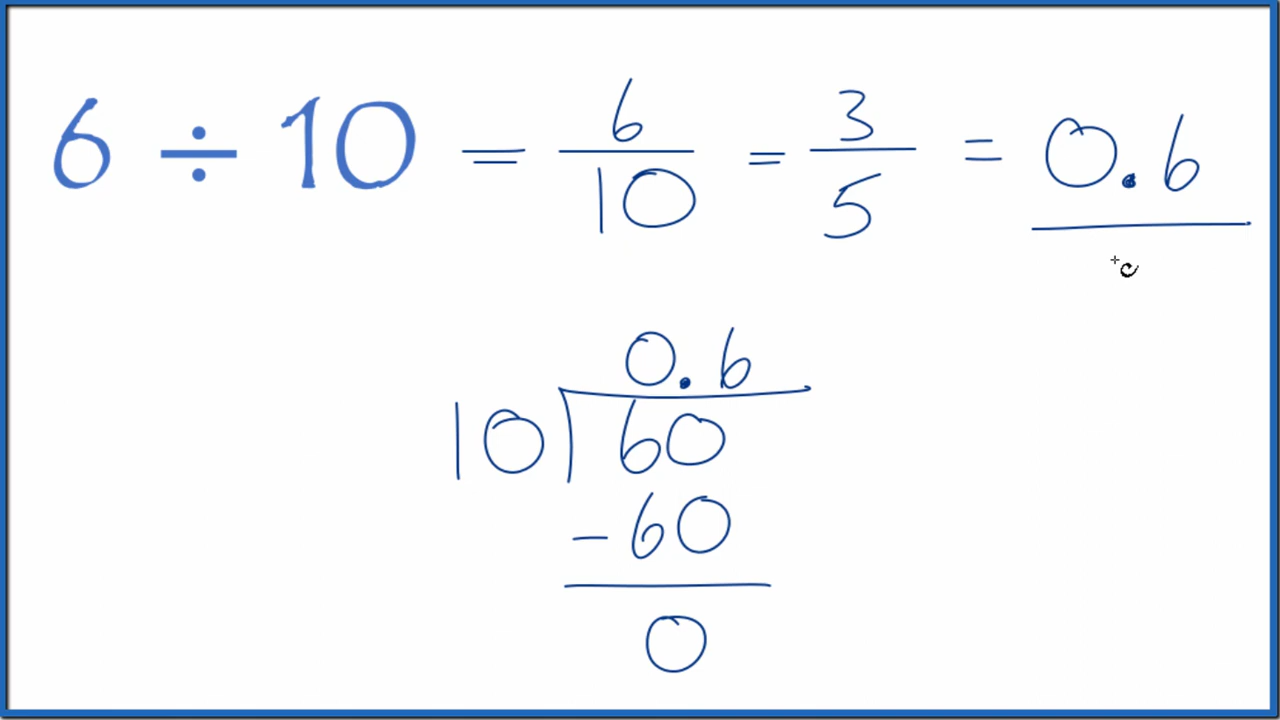 6 ÷ 10 = 6/10 = 3/5 = 0.6
0.6
10) 60
- 60
0